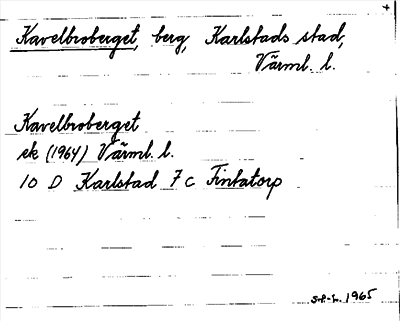 +
Kavelbroberget, berg, Karlstads stad,
Värml. l.
Kavelbroberget
ek (1964) Värml. l.
10 D Karlstad 7 c Fintatorp
1965